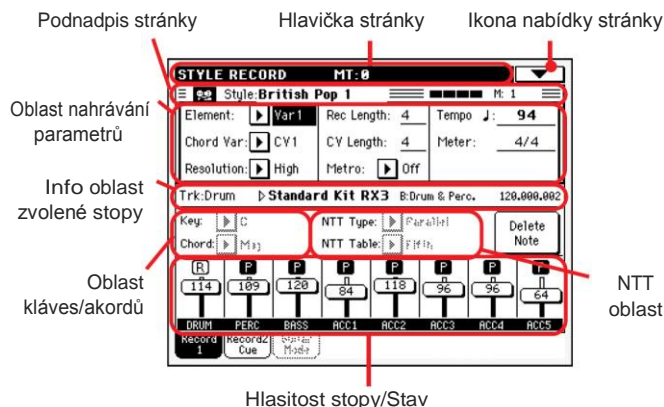 Podnadpis stránky
Hlavička stránky
Ikona nabídky stránky
STYLE RECORD MT:0
Style:British Pop 1 M: 1
Oblast nahrávání parametrů
Element: Var1 Rec Length: 4 Tempo ♩: 94
Chord Var: CV1 CV Length: 4 Meter: 4/4
Resolution: High Metro: Off
Info oblast zvolené stopy
Trk:Drum Standard Kit RX3 B:Drum & Perc. 120.000.002
Key: C NTT Type: Parallel
Chord: Maj NTT Table: Fifth
Delete Note
Oblast kláves/akordů
NTT oblast
R P P P P P P P
114 109 120 84 118 96 96 64
DRUM PERC BASS ACC1 ACC2 ACC3 ACC4 ACC5
Record 1 Record2 Cue Mode
Hlasitost stopy/Stav